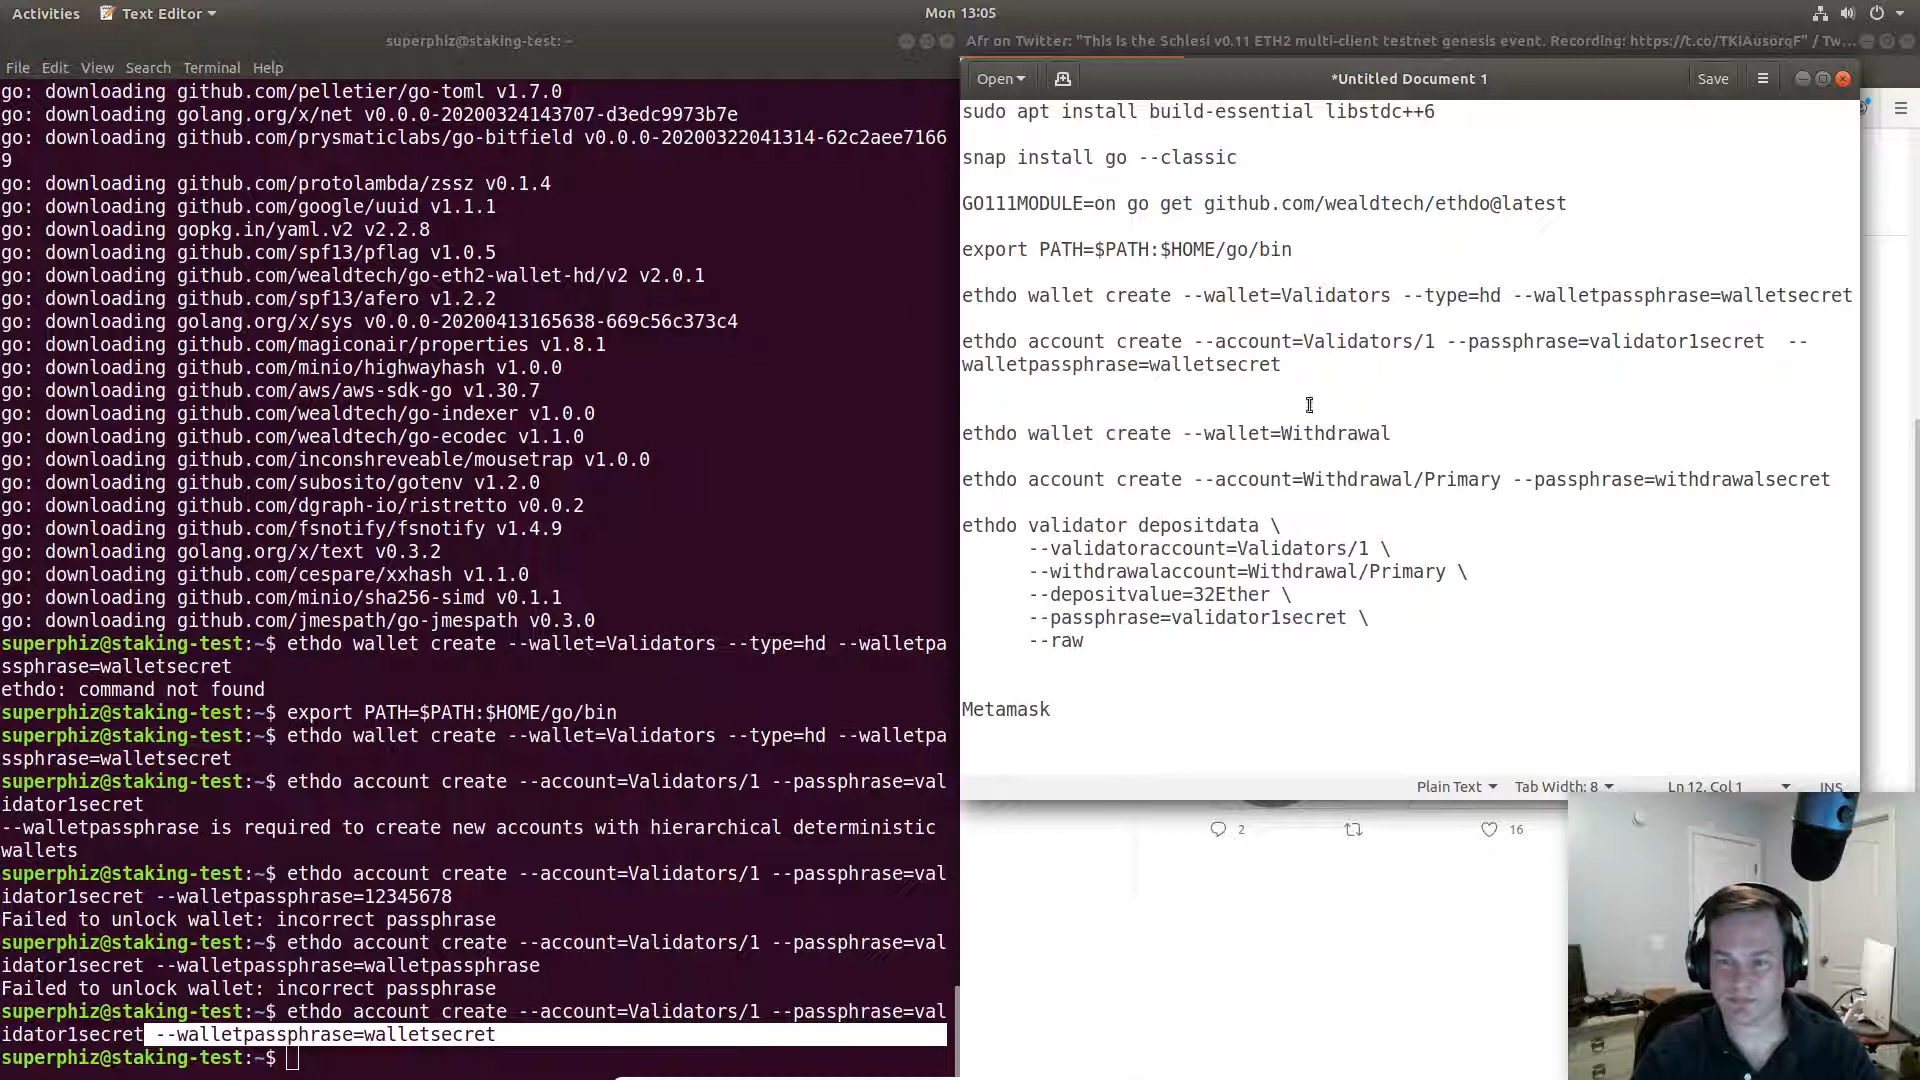 Activities
Text Editor
Mon 13:05
superphiz@staking-test: ~
File Edit View Search Terminal Help
go: downloading github.com/pelletier/go-toml v1.7.0
go: downloading golang.org/x/net v0.0.0-20200324143707-d3edc9973b7e
go: downloading github.com/prysmaticlabs/go-bitfield v0.0.0-20200322041314-62c2aee7166
9
go: downloading github.com/protolambda/zssz v0.1.4
go: downloading github.com/google/uuid v1.1.1
go: downloading gopkg.in/yaml.v2 v2.2.8
go: downloading github.com/spf13/pflag v1.0.5
go: downloading github.com/wealdtech/go-eth2-wallet-hd/v2 v2.0.1
go: downloading github.com/spf13/afero v1.2.2
go: downloading golang.org/x/sys v0.0.0-20200413165638-669c56c373c4
go: downloading github.com/magiconair/properties v1.8.1
go: downloading github.com/minio/highwayhash v1.0.0
go: downloading github.com/aws/aws-sdk-go v1.30.7
go: downloading github.com/wealdtech/go-indexer v1.0.0
go: downloading github.com/wealdtech/go-ecodec v1.1.0
go: downloading github.com/inconshreveable/mousetrap v1.0.0
go: downloading github.com/subosito/gotenv v1.2.0
go: downloading github.com/dgraph-io/ristretto v0.0.2
go: downloading github.com/fsnotify/fsnotify v1.4.9
go: downloading golang.org/x/text v0.3.2
go: downloading github.com/cespare/xxhash v1.1.0
go: downloading github.com/minio/sha256-simd v0.1.1
go: downloading github.com/jmespath/go-jmespath v0.3.0
superphiz@staking-test:~$ ethdo wallet create --wallet=Validators --type=hd --walletpa
ssphrase=walletsecret
ethdo: command not found
superphiz@staking-test:~$ export PATH=$PATH:$HOME/go/bin
superphiz@staking-test:~$ ethdo wallet create --wallet=Validators --type=hd --walletpa
ssphrase=walletsecret
superphiz@staking-test:~$ ethdo account create --account=Validators/1 --passphrase=val
idator1secret
--walletpassphrase is required to create new accounts with hierarchical deterministic
wallets
superphiz@staking-test:~$ ethdo account create --account=Validators/1 --passphrase=val
idator1secret --walletpassphrase=12345678
Failed to unlock wallet: incorrect passphrase
superphiz@staking-test:~$ ethdo account create --account=Validators/1 --passphrase=val
idator1secret --walletpassphrase=walletpassphrase
Failed to unlock wallet: incorrect passphrase
superphiz@staking-test:~$ ethdo account create --account=Validators/1 --passphrase=val
idator1secret --walletpassphrase=walletsecret
superphiz@staking-test:~$
Afr on Twitter: "This is the Schlesi v0.11 ETH2 multi-client testnet genesis event. Recording: https://t.co/TKiAusorqF" / Tw...
Open
*Untitled Document 1
Save
sudo apt install build-essential libstdc++6
snap install go --classic
GO111MODULE=on go get github.com/wealdtech/ethdo@latest
export PATH=$PATH:$HOME/go/bin
ethdo wallet create --wallet=Validators --type=hd --walletpassphrase=walletsecret
ethdo account create --account=Validators/1 --passphrase=validator1secret  --
walletpassphrase=walletsecret
ethdo wallet create --wallet=Withdrawal
ethdo account create --account=Withdrawal/Primary --passphrase=withdrawalsecret
ethdo validator depositdata \
--validatoraccount=Validators/1 \
--withdrawalaccount=Withdrawal/Primary \
--depositvalue=32Ether \
--passphrase=validator1secret \
--raw
Metamask
Plain Text
Tab Width: 8
Ln 12, Col 1
INS
2
16